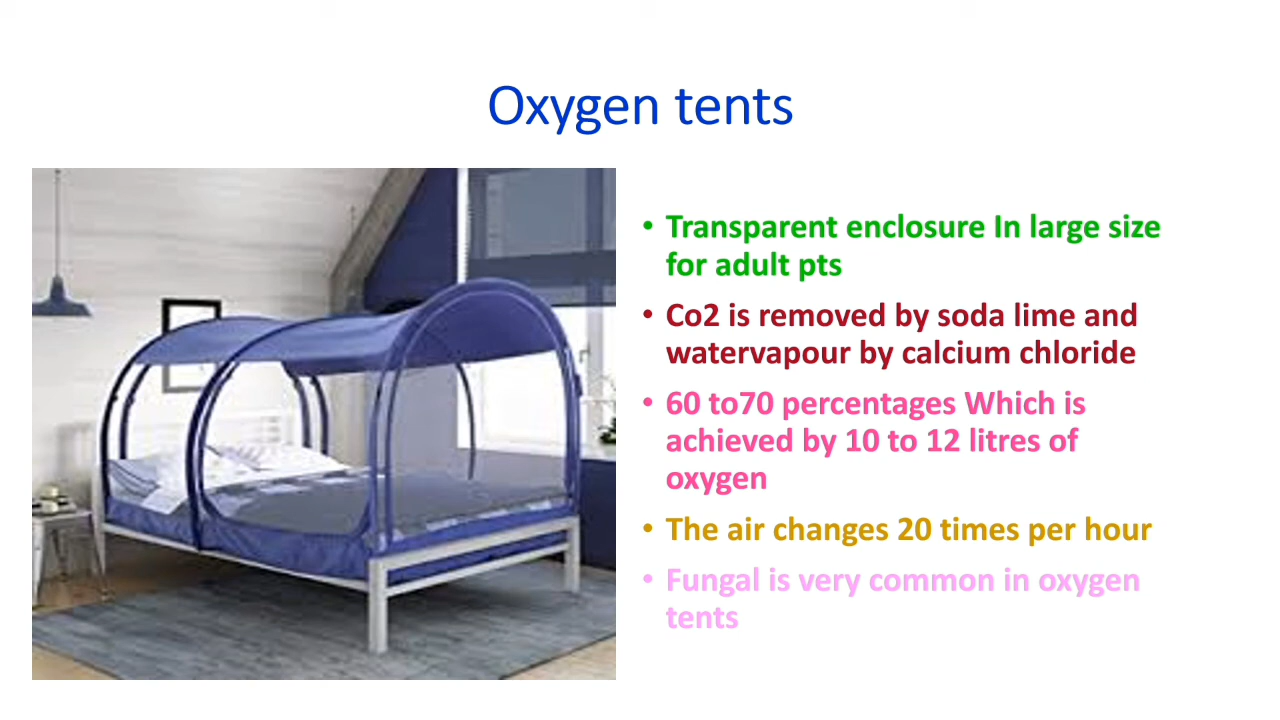 Oxygen tents
• Transparent enclosure In large size
for adult pts
• Co2 is removed by soda lime and
watervapour by calcium chloride
• 60 to70 percentages Which is
achieved by 10 to 12 litres of
oxygen
• The air changes 20 times per hour
• Fungal is very common in oxygen
tents